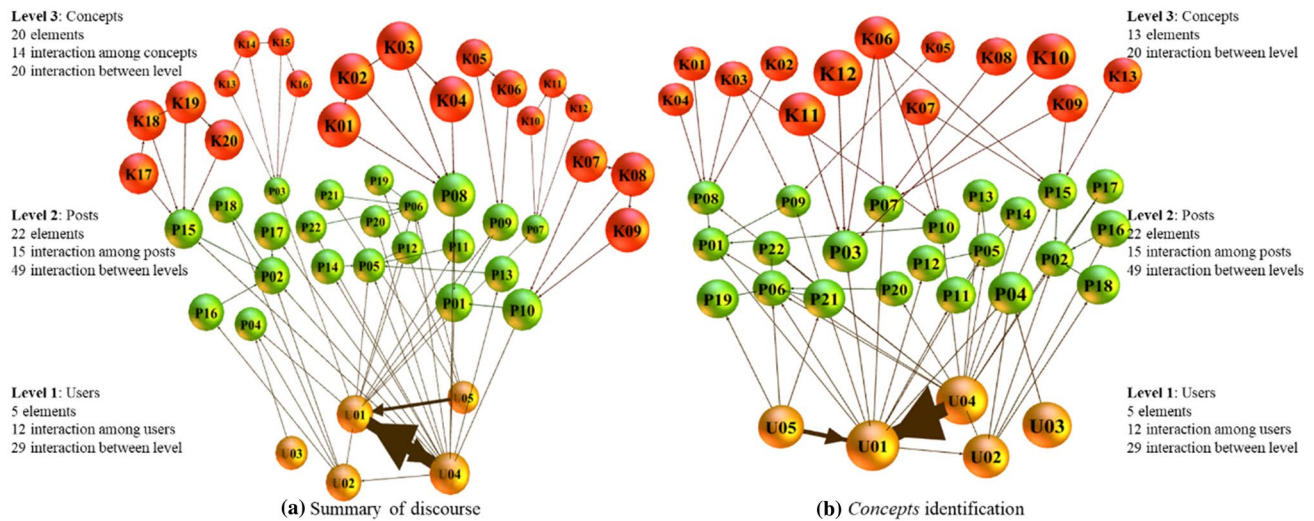 Level 3: Concepts
20 elements
14 interaction among concepts
20 interaction between level
Level 2: Posts
22 elements
15 interaction among posts
49 interaction between levels
Level 1: Users
5 elements
12 interaction among users
29 interaction between level
K14
K15
K13
K16
K03
K02
K04
K01
K05
K06
K11
K10
K12
K19
K18
K20
K17
K07
K08
K09
P03
P19
P21
P06
P08
P18
P15
P17
P22
P20
P09
P07
P12
P11
P02
P14
P05
P13
P16
P04
P01
P10
U05
U01
U03
U02
U04
(a) Summary of discourse
K06
K05
K01
K03
K02
K12
K08
K10
K13
K04
K11
K07
K09
P08
P09
P07
P13
P15
P17
P01
P22
P03
P10
P14
P16
P12
P05
P02
P19
P06
P21
P20
P11
P04
P18
U04
U05
U01
U02
U03
(b) Concepts identification
Level 3: Concepts
13 elements
20 interaction between level
Level 2: Posts
22 elements
15 interaction among posts
49 interaction between levels
Level 1: Users
5 elements
12 interaction among users
29 interaction between level